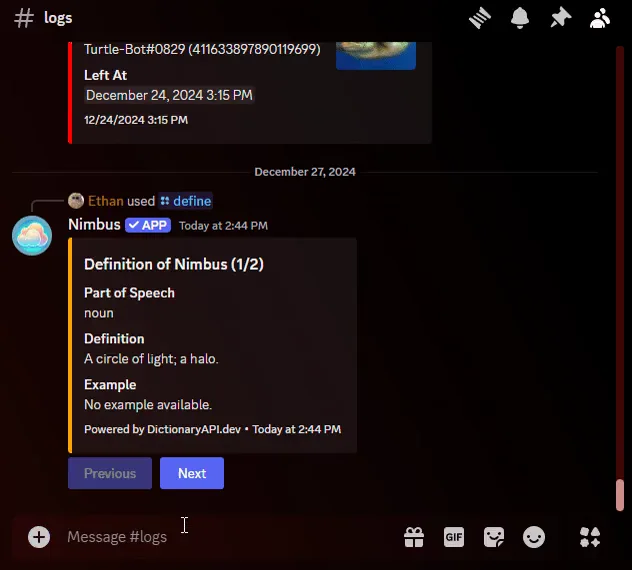 logs
Turtle-Bot#0829 (411633897890119699)
Left At
December 24, 2024 3:15 PM
12/24/2024 3:15 PM
December 27, 2024
Ethan used define
Nimbus APP Today at 2:44 PM
Definition of Nimbus (1/2)
Part of Speech
noun
Definition
A circle of light; a halo.
Example
No example available.
Powered by DictionaryAPI.dev • Today at 2:44 PM
Previous Next
Message #logs GIF